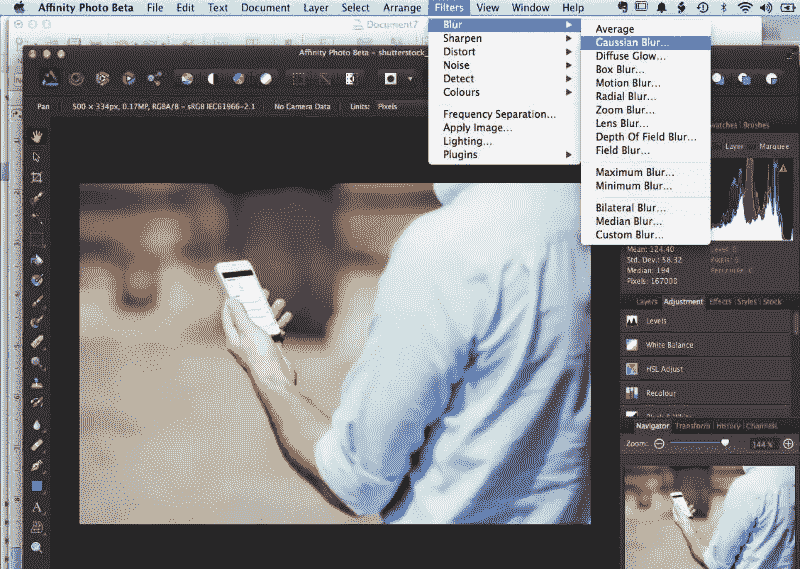 Affinity Photo Beta File Edit Text Document Layer Select Arrange Filters View Window Help
Document7
Affinity Photo Beta – shutterstock_
Pan 500 × 334px, 0.17MP, RGBA/8 - sRGB IEC61966-2.1 No Camera Data Units: Pixels
Blur
Sharpen
Distort
Noise
Detect
Colours
Frequency Separation...
Apply Image...
Lighting...
Plugins
Average
Gaussian Blur...
Diffuse Glow...
Box Blur...
Motion Blur...
Radial Blur...
Zoom Blur...
Lens Blur...
Depth Of Field Blur...
Field Blur...
Maximum Blur...
Minimum Blur...
Bilateral Blur...
Median Blur...
Custom Blur...
watches Brushes
Layer Marquee
Std. Dev.: 58.32
Median: 194
Pixels: 167008
Layers Adjustment Effects Styles Stock
Levels
White Balance
HSL Adjust
Recolour
Navigator Transform History Channels
Zoom: 144 %
A